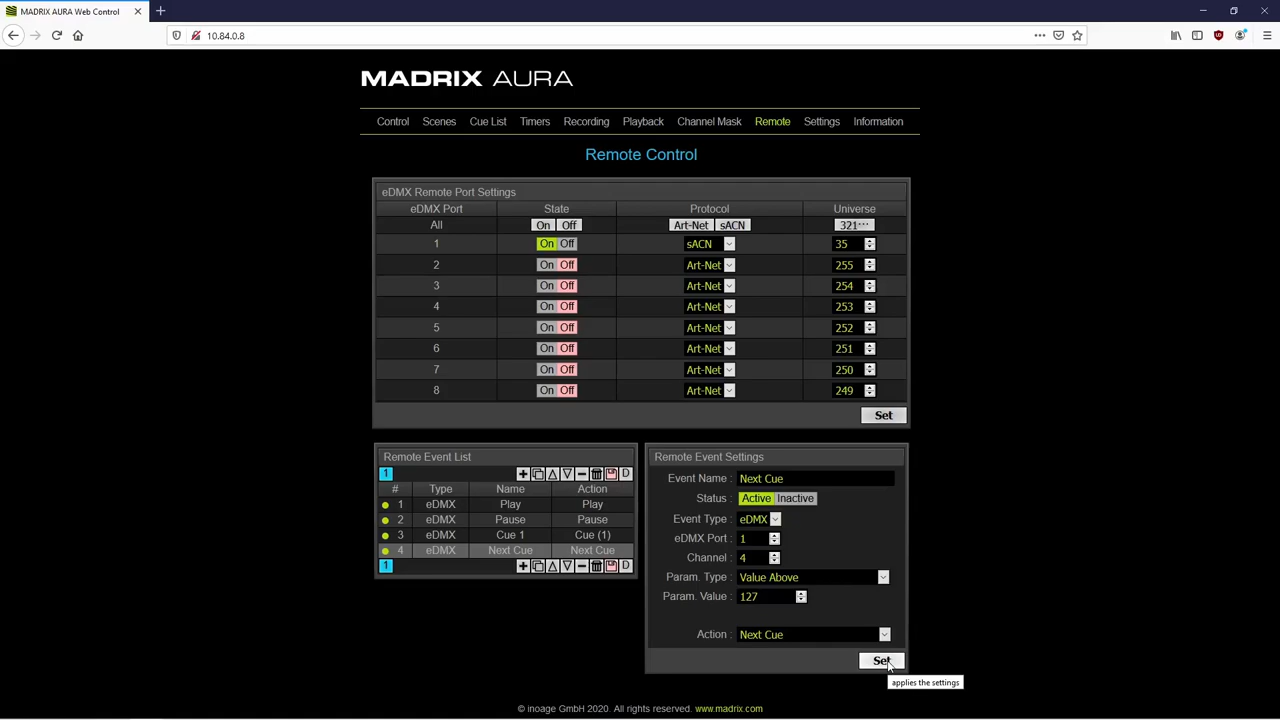 MADRIX AURA Web Control
10.84.0.8
MADRIX AURA
Control Scenes Cue List Timers Recording Playback Channel Mask Remote Settings Information
Remote Control
eDMX Remote Port Settings
eDMX Port State Protocol Universe
All On Off Art-Net sACN 321···
1 On Off sACN 35
2 On Off Art-Net 255
3 On Off Art-Net 254
4 On Off Art-Net 253
5 On Off Art-Net 252
6 On Off Art-Net 251
7 On Off Art-Net 250
8 On Off Art-Net 249
Set
Remote Event List
1 D
# Type Name Action
1 eDMX Play Play
2 eDMX Pause Pause
3 eDMX Cue 1 Cue (1)
4 eDMX Next Cue Next Cue
1 D
Remote Event Settings
Event Name : Next Cue
Status : Active Inactive
Event Type : eDMX
eDMX Port : 1
Channel : 4
Param. Type : Value Above
Param. Value : 127
Action : Next Cue
Set
applies the settings
© inoage GmbH 2020. All rights reserved. www.madrix.com